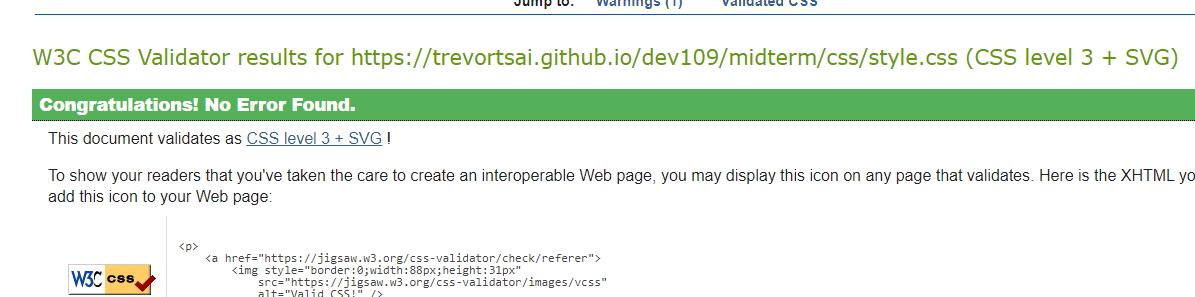 Jump to: Warnings (1) Validated CSS
W3C CSS Validator results for https://trevortsai.github.io/dev109/midterm/css/style.css (CSS level 3 + SVG)
Congratulations! No Error Found.
This document validates as CSS level 3 + SVG !
To show your readers that you've taken the care to create an interoperable Web page, you may display this icon on any page that validates. Here is the XHTML yo
add this icon to your Web page:
<p>
<a href="https://jigsaw.w3.org/css-validator/check/referer">
<img style="border:0;width:88px;height:31px"
src="https://jigsaw.w3.org/css-validator/images/vcss"
alt="Valid CSS!" />
W3C css